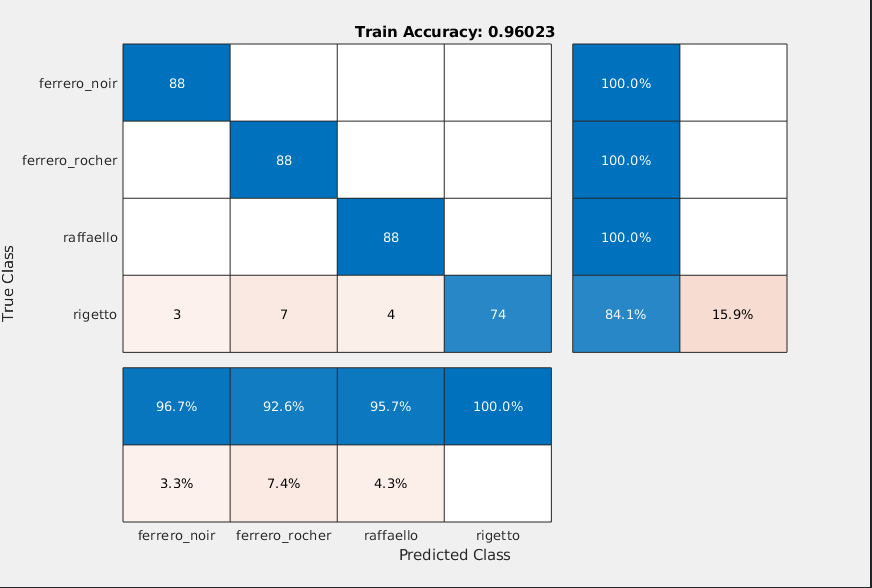 Train Accuracy: 0.96023
ferrero_noir 88 100.0%
ferrero_rocher 88 100.0%
raffaello 88 100.0%
rigetto 3 7 4 74 84.1% 15.9%
True Class
96.7% 92.6% 95.7% 100.0%
3.3% 7.4% 4.3%
ferrero_noir ferrero_rocher raffaello rigetto
Predicted Class